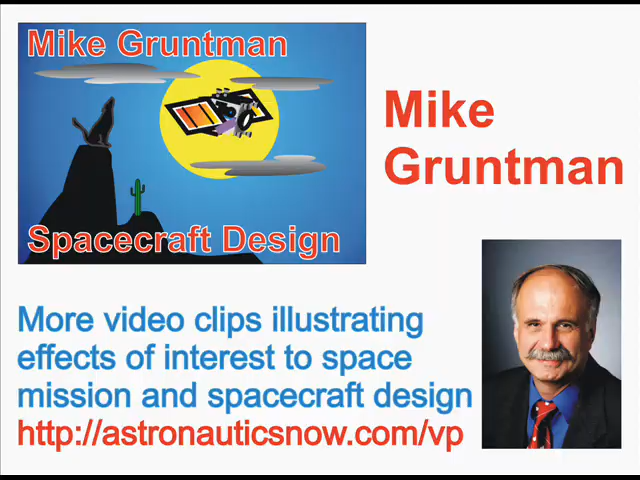 Mike Gruntman
Spacecraft Design
Mike
Gruntman
More video clips illustrating
effects of interest to space
mission and spacecraft design
http://astronauticsnow.com/vp